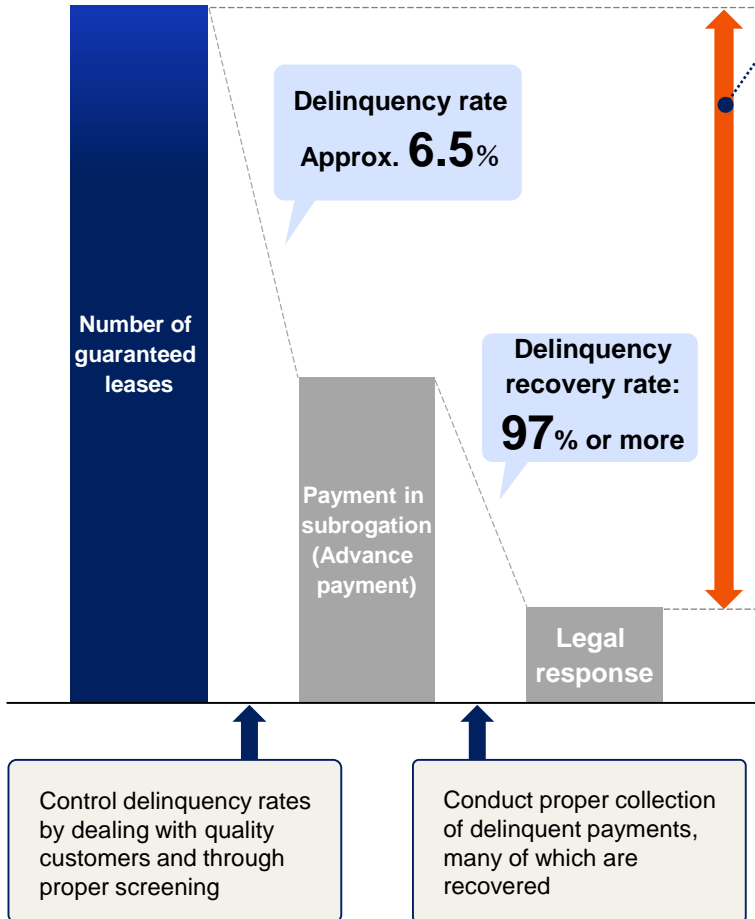 Delinquency rate
Approx. 6.5%
Number of
guaranteed
leases
Delinquency
recovery rate:
97% or more
Payment in
subrogation
(Advance
payment)
Legal
response
Control delinquency rates
by dealing with quality
customers and through
proper screening
Conduct proper collection
of delinquent payments,
many of which are
recovered